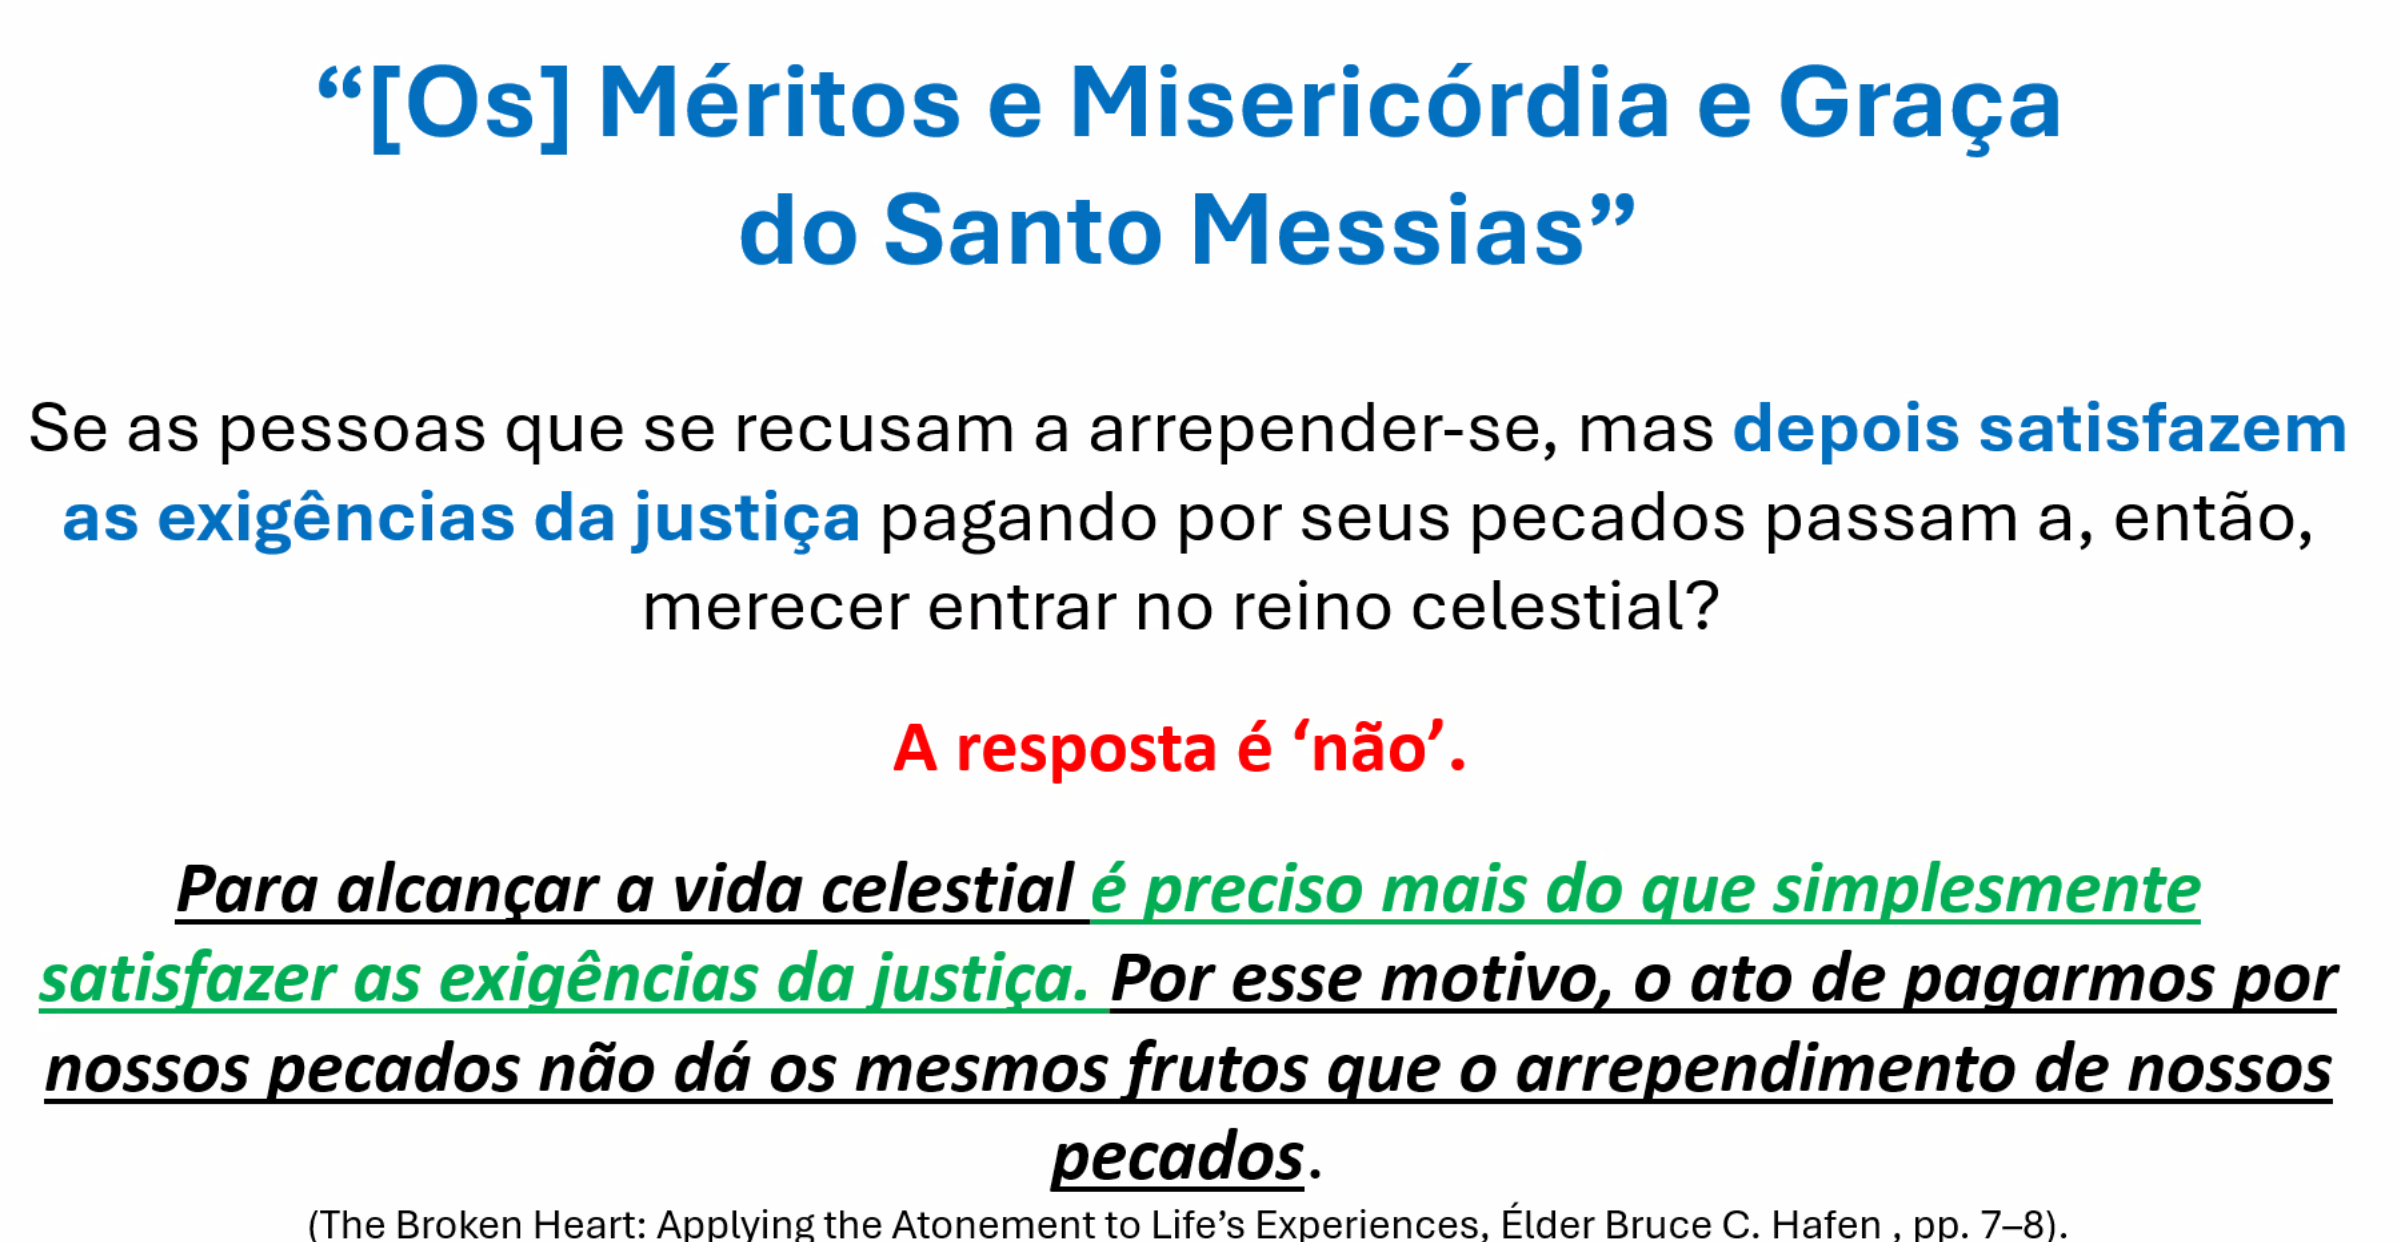 “[Os] Méritos e Misericórdia e Graça
do Santo Messias”
Se as pessoas que se recusam a arrepender-se, mas depois satisfazem
as exigências da justiça pagando por seus pecados passam a, então,
merecer entrar no reino celestial?
A resposta é ‘não’.
Para alcançar a vida celestial é preciso mais do que simplesmente
satisfazer as exigências da justiça. Por esse motivo, o ato de pagarmos por
nossos pecados não dá os mesmos frutos que o arrependimento de nossos
pecados.
(The Broken Heart: Applying the Atonement to Life’s Experiences, Élder Bruce C. Hafen , pp. 7–8).